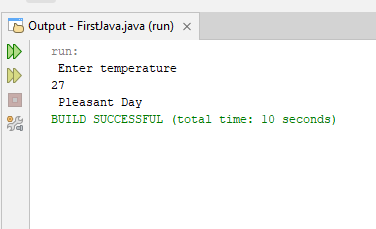 Output - FirstJava.java (run)
run:
Enter temperature
27
Pleasant Day
BUILD SUCCESSFUL (total time: 10 seconds)